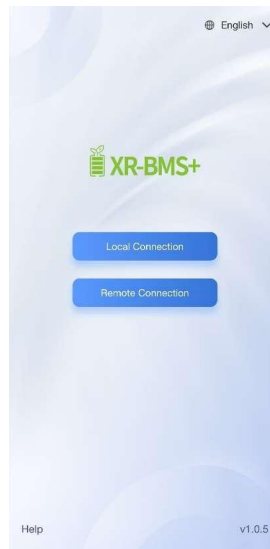 English
XR-BMS+
Local Connection
Remote Connection
Help v1.0.5